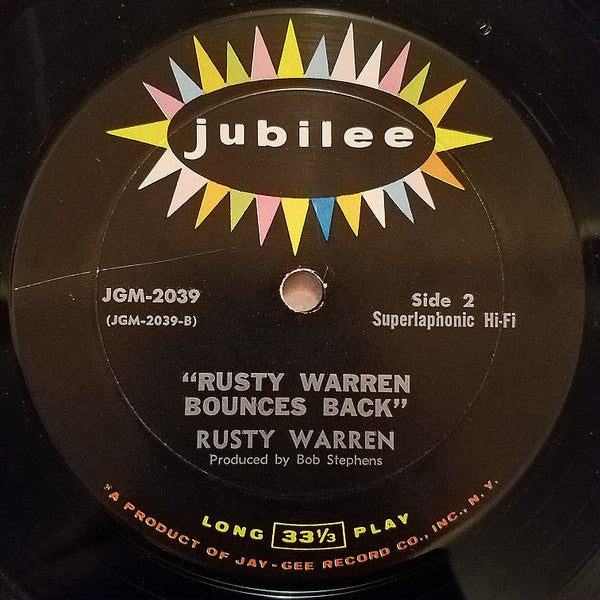 jubilee
JGM-2039
(JGM-2039-B)
Side 2
Superlaphonic Hi-Fi
"RUSTY WARREN
BOUNCES BACK"
RUSTY WARREN
Produced by Bob Stephens
LONG 33⅓ PLAY
*A PRODUCT OF JAY-GEE RECORD CO., INC., N.Y.